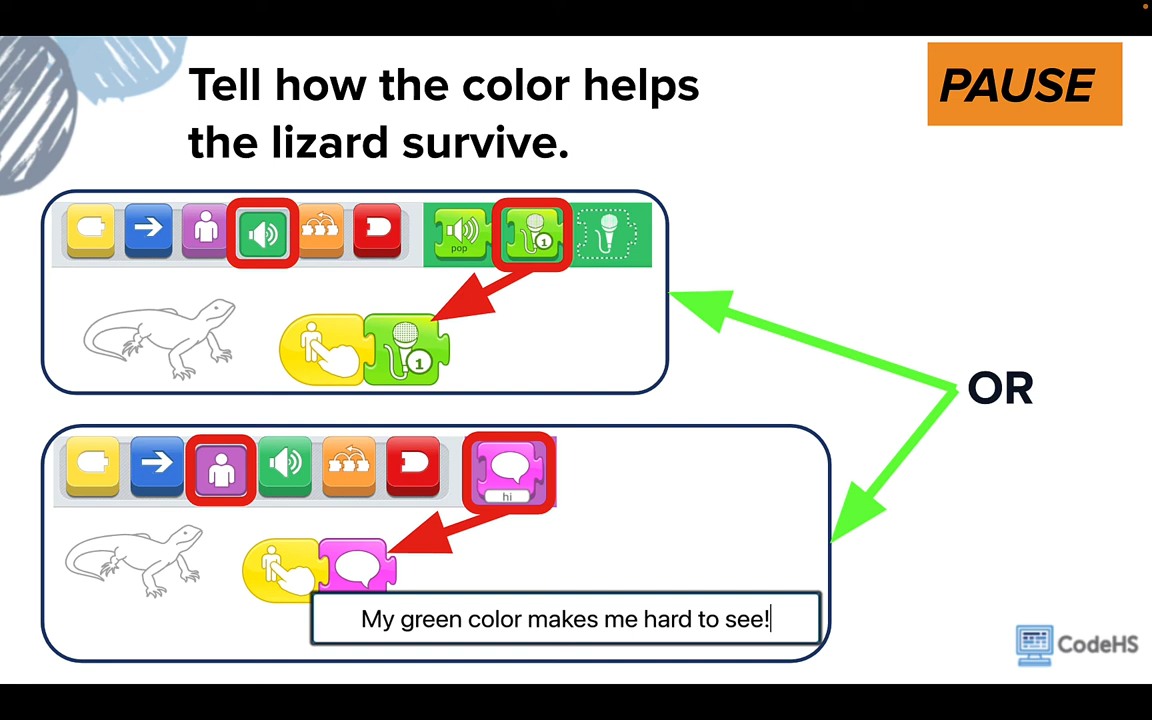 Tell how the color helps
the lizard survive.
PAUSE
pop
1
1
OR
hi
My green color makes me hard to see!
CodeHS